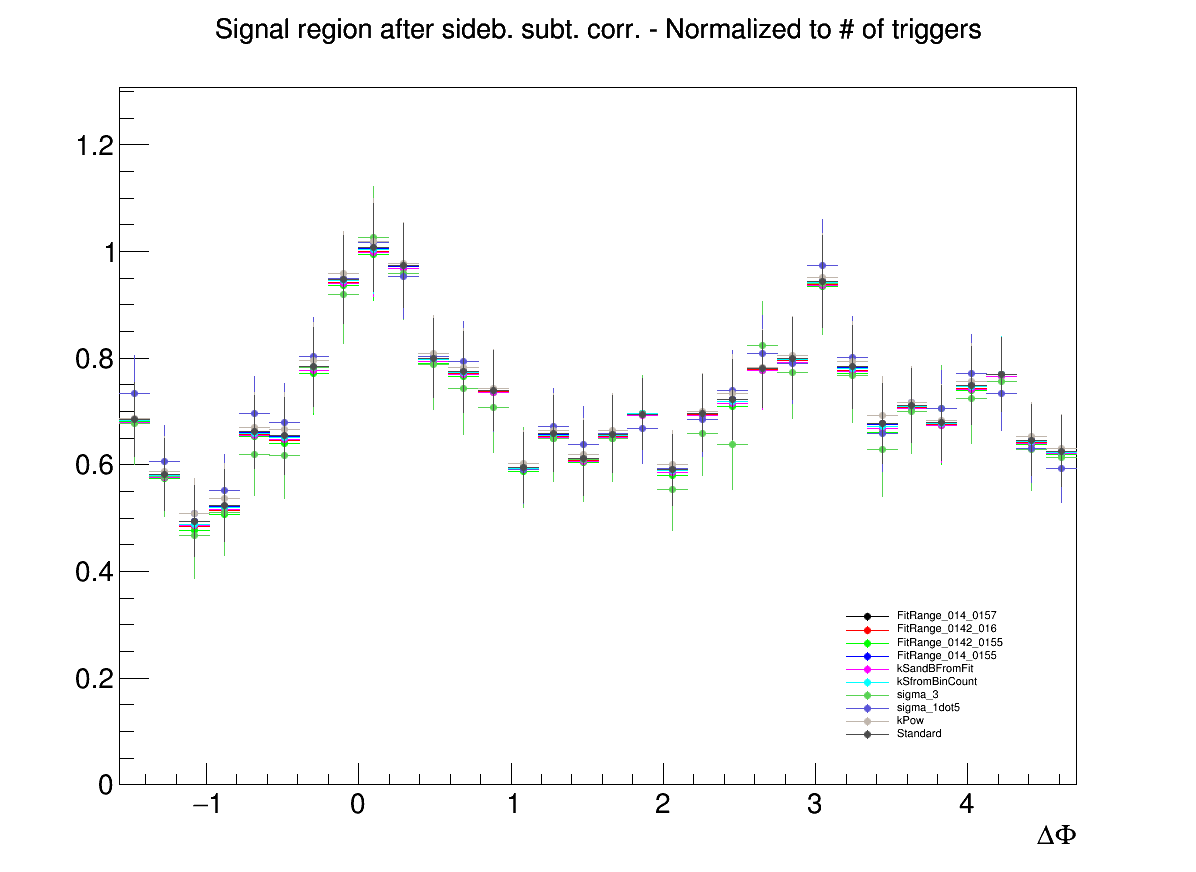 Signal region after sideb. subt. corr. - Normalized to # of triggers
1.2
1
0.8
0.6
0.4
0.2
0
−1 0 1 2 3 4
ΔΦ
FitRange_014_0157
FitRange_0142_016
FitRange_0142_0155
FitRange_014_0155
kSandBFromFit
kSfromBinCount
sigma_3
sigma_1dot5
kPow
Standard